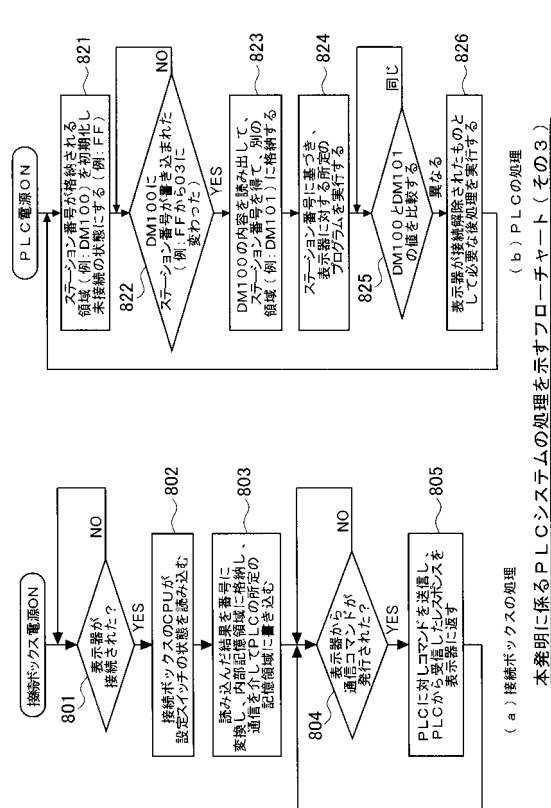 接続ボックス電源ON
801
表示器が
接続された?
NO
YES
802
接続ボックスのCPUが
設定スイッチの状態を読み込む
803
読み込んだ結果を番号に
変換し、内部記憶領域に格納し、
通信を介してPLCの所定の
記憶領域に書き込む
804
表示器から
通信コマンドが
発行された?
NO
YES
805
PLCに対しコマンドを送信し、
PLCから受信したレスポンスを
表示器に返す
(a)接続ボックスの処理
PLC電源ON
821
ステーション番号が格納される
領域(例:DM100)を初期化し
未接続の状態にする(例:FF)
822
DM100に
ステーション番号が書き込まれた
(例:FFから03に
変わった)
NO
YES
823
DM100の内容を読み出して、
ステーション番号を得て、別の
領域(例:DM101)に格納する
824
ステーション番号に基づき、
表示器に対する所定の
プログラムを実行する
825
DM100とDM101
の値を比較する
同じ
異なる
826
表示器が接続解除されたものと
して必要な後処理を実行する
(b)PLCの処理
本発明に係るPLCシステムの処理を示すフローチャート(その3)